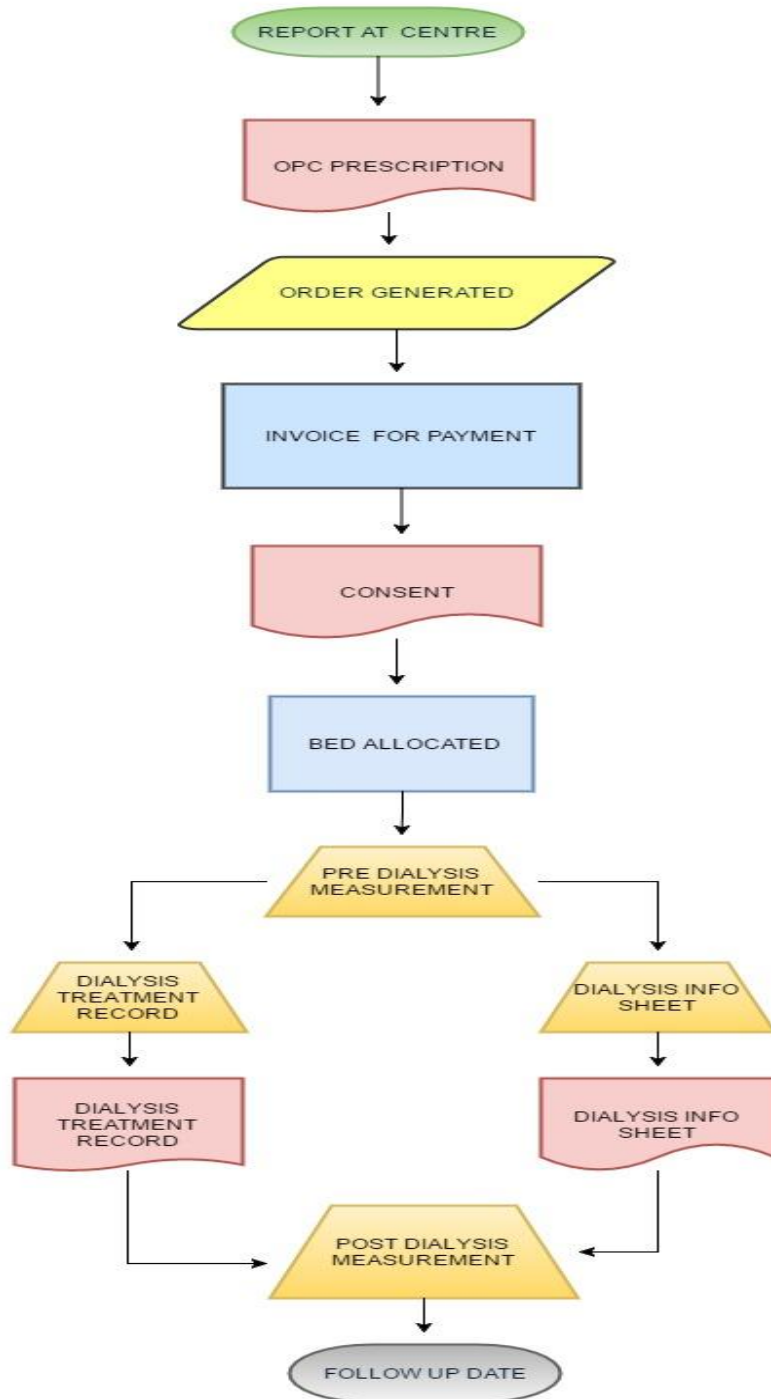 REPORT AT CENTRE
OPC PRESCRIPTION
ORDER GENERATED
INVOICE FOR PAYMENT
CONSENT
BED ALLOCATED
PRE DIALYSIS
MEASUREMENT
DIALYSIS
TREATMENT
RECORD
DIALYSIS INFO
SHEET
DIALYSIS
TREATMENT
RECORD
DIALYSIS INFO
SHEET
POST DIALYSIS
MEASUREMENT
FOLLOW UP DATE